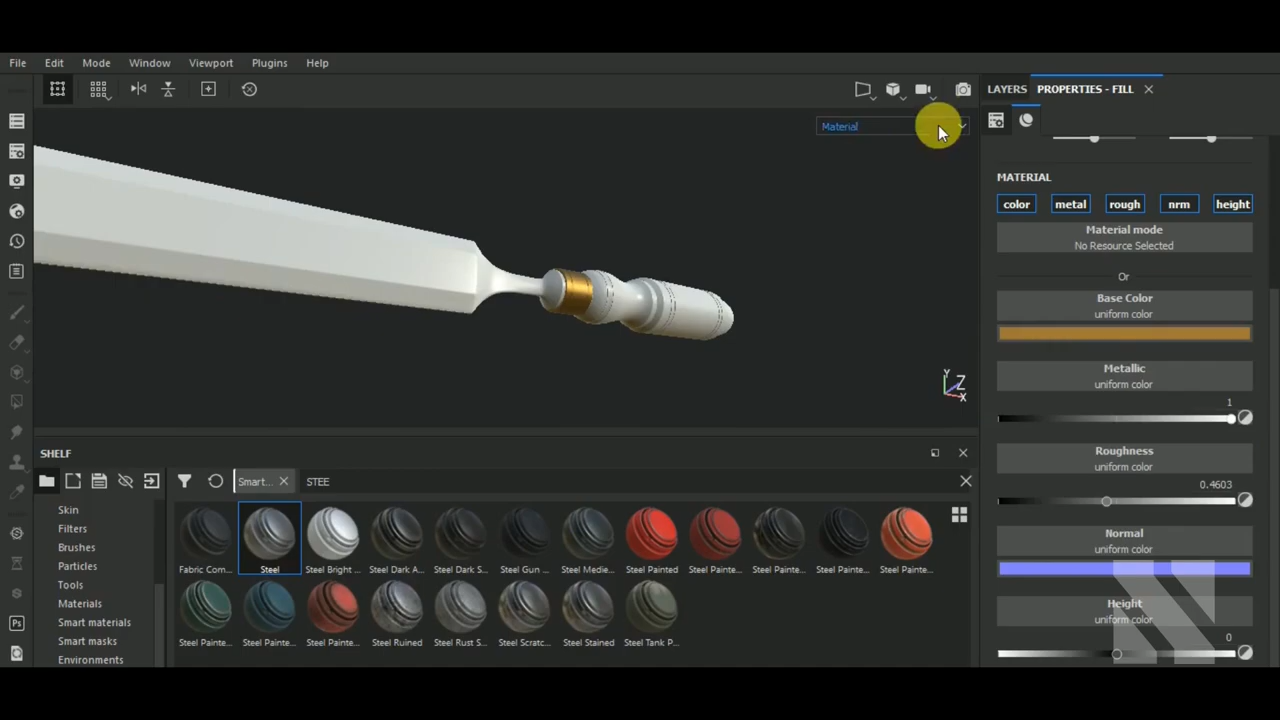 File Edit Mode Window Viewport Plugins Help
LAYERS PROPERTIES - FILL
Material
MATERIAL
color metal rough nrm height
Material mode
No Resource Selected
Or
Base Color
uniform color
Metallic
uniform color
1
Roughness
uniform color
0.4603
Normal
uniform color
Height
uniform color
0
Y
Z
X
SHELF
Smart... STEE
Skin
Filters
Brushes
Particles
Tools
Materials
Smart materials
Smart masks
Environments
Fabric Com... Steel Steel Bright ... Steel Dark A... Steel Dark S... Steel Gun ... Steel Medie... Steel Painted Steel Painte... Steel Painte... Steel Painte... Steel Painte...
Steel Painte... Steel Painte... Steel Painte... Steel Ruined Steel Rust S... Steel Scratc... Steel Stained Steel Tank P...
Ps